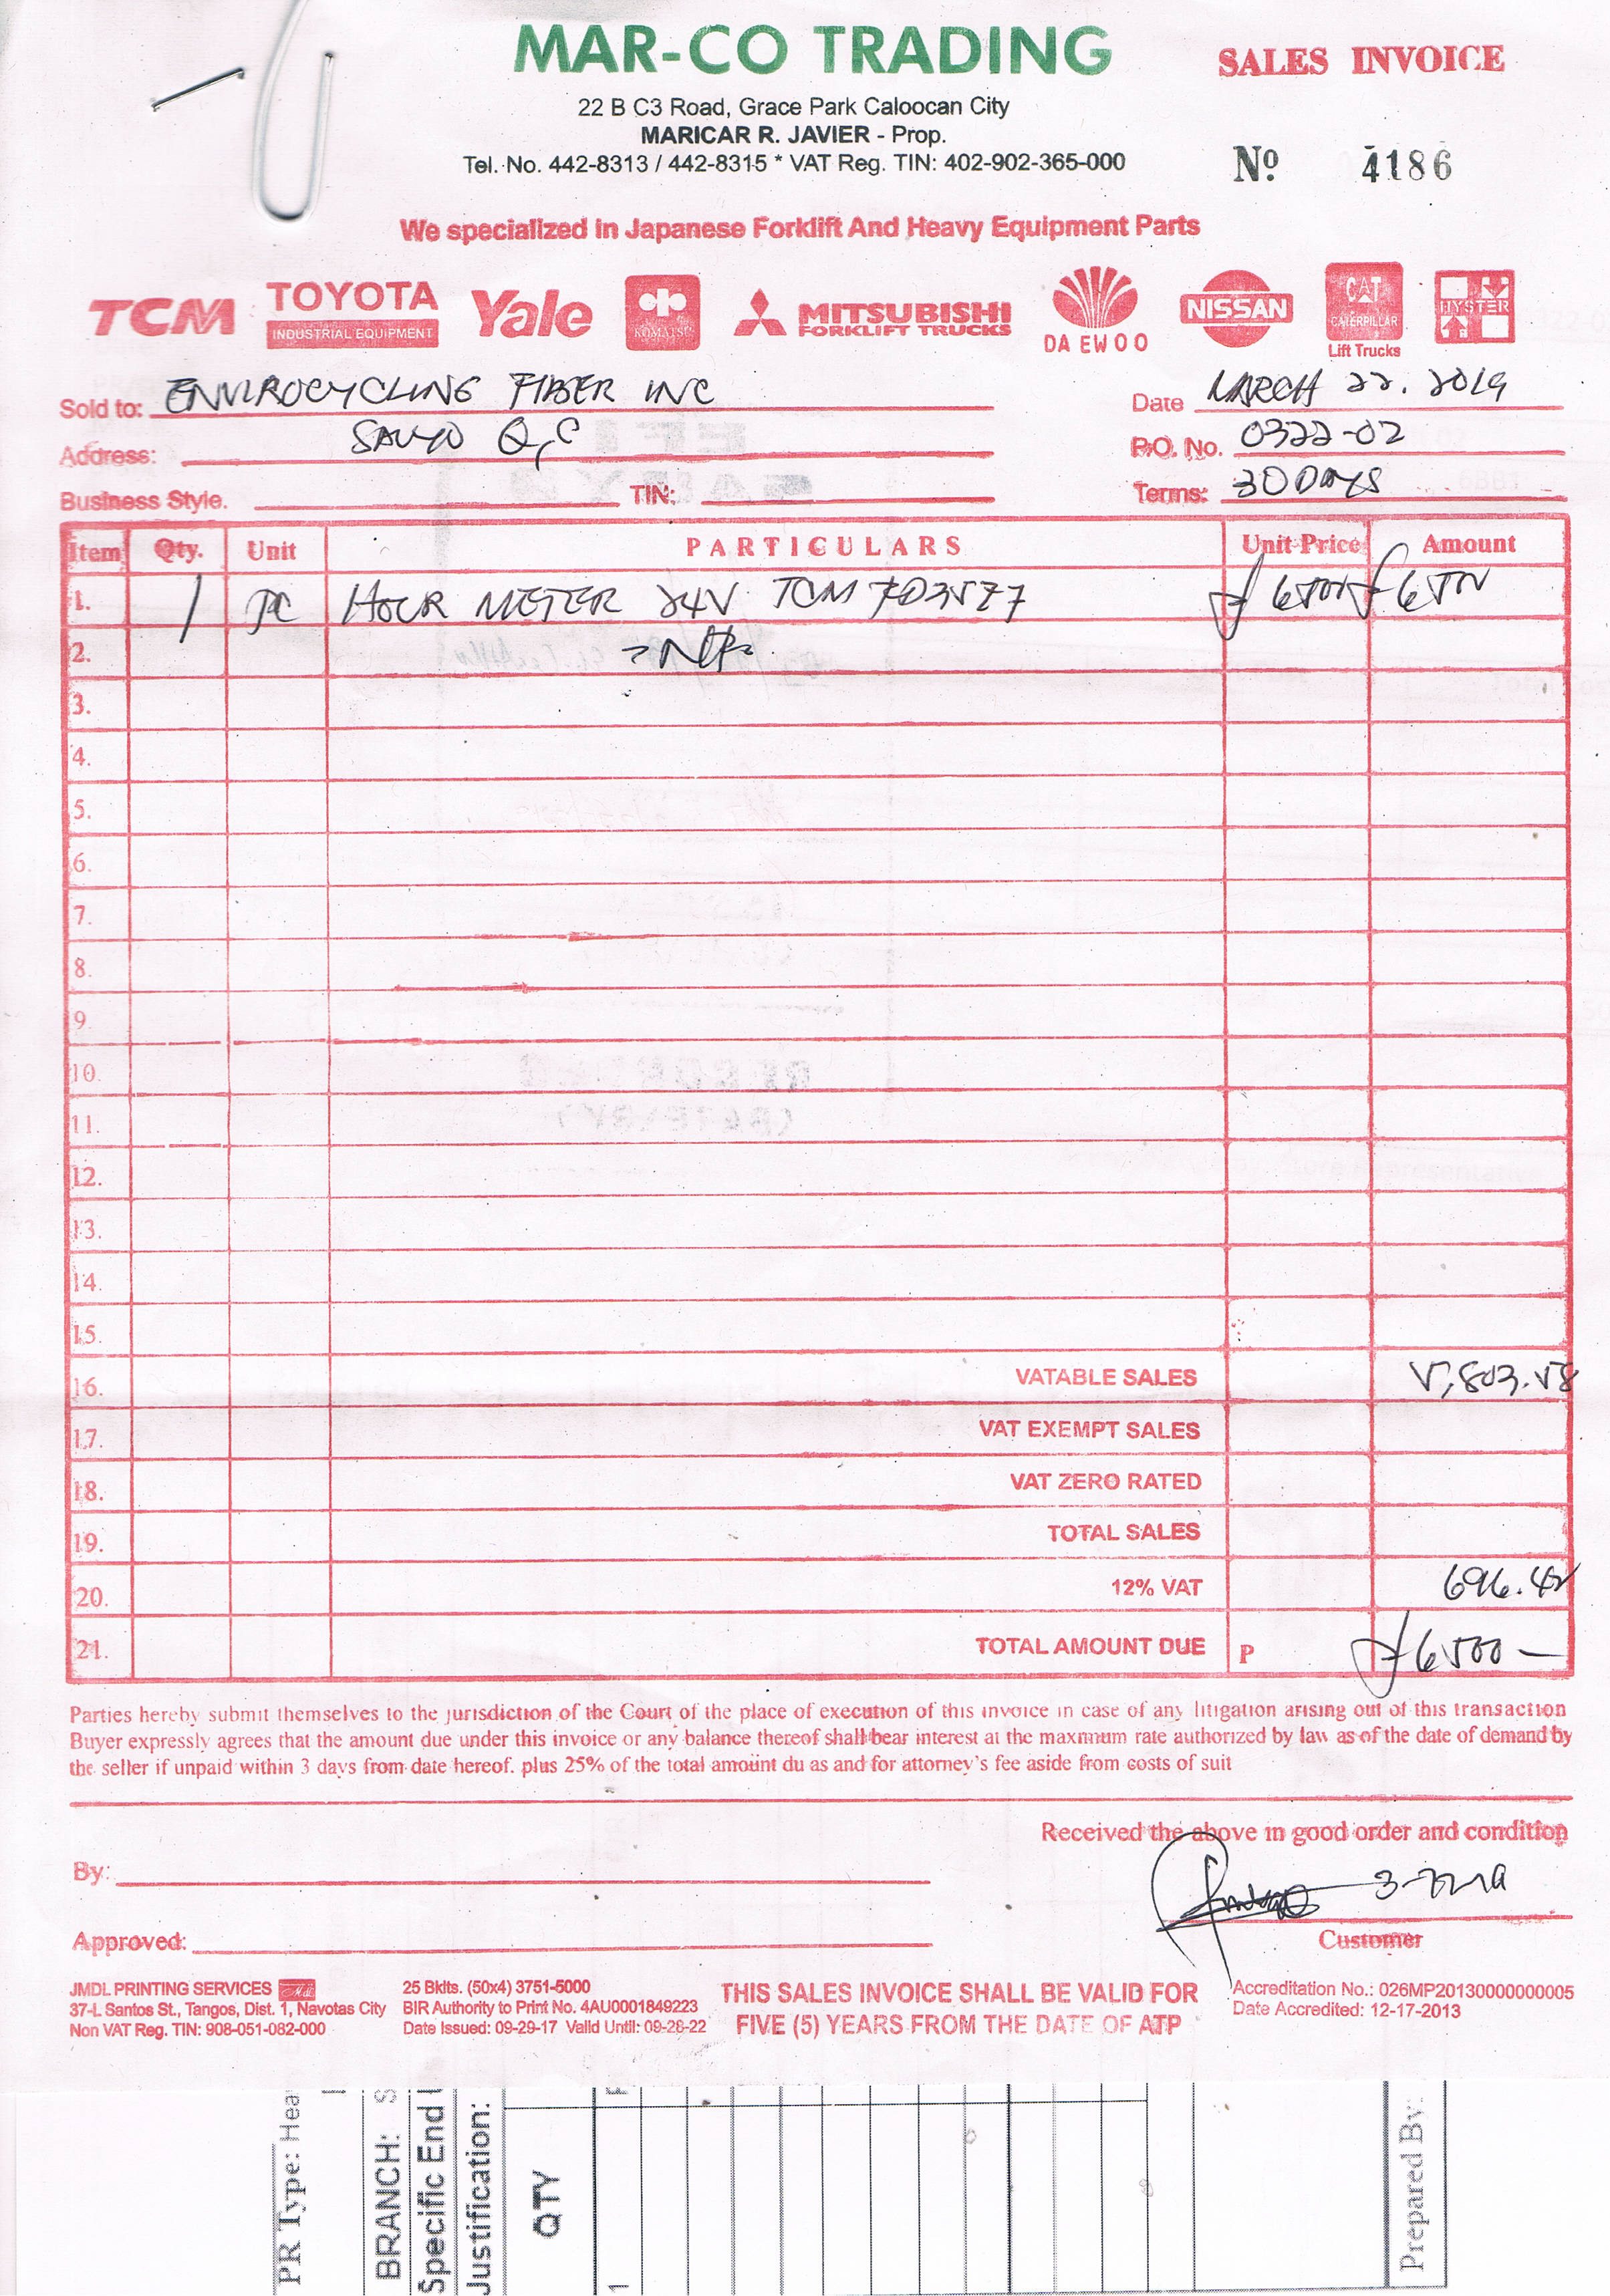 MAR-CO TRADING
SALES INVOICE
22 B C3 Road, Grace Park Caloocan City
MARICAR R. JAVIER - Prop.
Tel. No. 442-8313 / 442-8315 * VAT Reg. TIN: 402-902-365-000
Nº 4186
We specialized in Japanese Forklift And Heavy Equipment Parts
TCM
TOYOTA
INDUSTRIAL EQUIPMENT
Yale
KOMATSU
MITSUBISHI
FORKLIFT TRUCKS
DAEWOO
NISSAN
CAT
CATERPILLAR
Lift Trucks
HYSTER
Sold to: ENVIROCYCLING FIBER INC
Date MARCH 22. 2019
Address: SAUYO Q,C
P.O. No. 0322-02
Business Style. TIN:
Terms: 30 DAYS
Item Qty. Unit PARTICULARS Unit Price Amount
1. 1 PC HOUR METER 24V TCM 6500 6500
2.
3.
4.
5.
6.
7.
8.
9.
10.
11.
12.
13.
14.
15.
16. VATABLE SALES 5,803.58
17. VAT EXEMPT SALES
18. VAT ZERO RATED
19. TOTAL SALES
20. 12% VAT 696.42
21. TOTAL AMOUNT DUE P 6500 —
Parties hereby submit themselves to the jurisdiction of the Court of the place of execution of this invoice in case of any litigation arising out of this transaction
Buyer expressly agrees that the amount due under this invoice or any balance thereof shall bear interest at the maxmum rate authorized by law as of the date of demand by
the seller if unpaid within 3 days from date hereof. plus 25% of the total amoint du as and for attorney's fee aside from costs of suit
Received the above in good order and condition
By:
Approved:
Customer
JMDL PRINTING SERVICES
37-L Santos St., Tangos, Dist. 1, Navotas City
Non VAT Reg. TIN: 908-051-082-000
25 Bklts. (50x4) 3751-5000
BIR Authority to Print No. 4AU0001849223
Date Issued: 09-29-17 Valid Until: 09-28-22
THIS SALES INVOICE SHALL BE VALID FOR
FIVE (5) YEARS FROM THE DATE OF ATP
Accreditation No.: 026MP20130000000005
Date Accredited: 12-17-2013
PR Type: Hea
BRANCH: S
Specific End
Justification:
QTY
1
Prepared By: